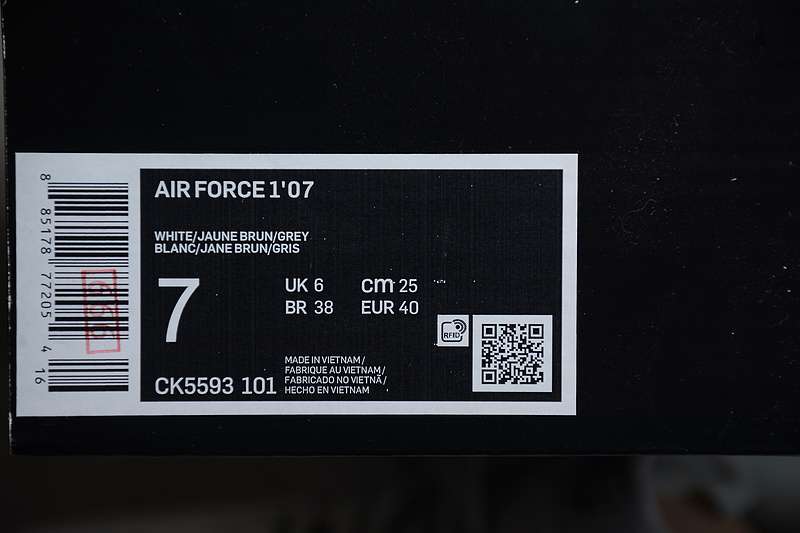 8 85178 77205 4 16
AIR FORCE 1'07
WHITE/JAUNE BRUN/GREY
BLANC/JANE BRUN/GRIS
7
UK 6
cm 25
BR 38
EUR 40
RFID
CK5593 101
MADE IN VIETNAM/
FABRIQUE AU VIETNAM/
FABRICADO NO VIETNÃ/
HECHO EN VIETNAM